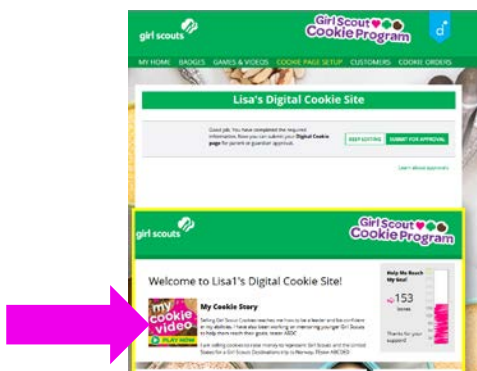 girl scouts
Girl Scout
Cookie Program
d
MY HOME BADGES GAMES & VIDEOS COOKIE PAGE SETUP CUSTOMERS COOKIE ORDERS
Lisa's Digital Cookie Site
Good job. You have completed the required
information. Now you can submit your Digital Cookie
page for parent or guardian approval.
KEEP EDITING SUBMIT FOR APPROVAL
Learn about approvals
girl scouts
Girl Scout
Cookie Program
Welcome to Lisa1's Digital Cookie Site!
Help Me Reach
My Goal!
153
boxes
Thanks for your
support!
my
cookie
video
PLAY NOW
My Cookie Story
Selling Girl Scout Cookies teaches me how to be a leader and be confident
in my abilities. I have also been working on mentoring younger Girl Scouts
to help them reach their goals.
I am selling cookies to raise money to represent Girl Scouts and the United
States for a Girl Scout Destinations trip to Norway.